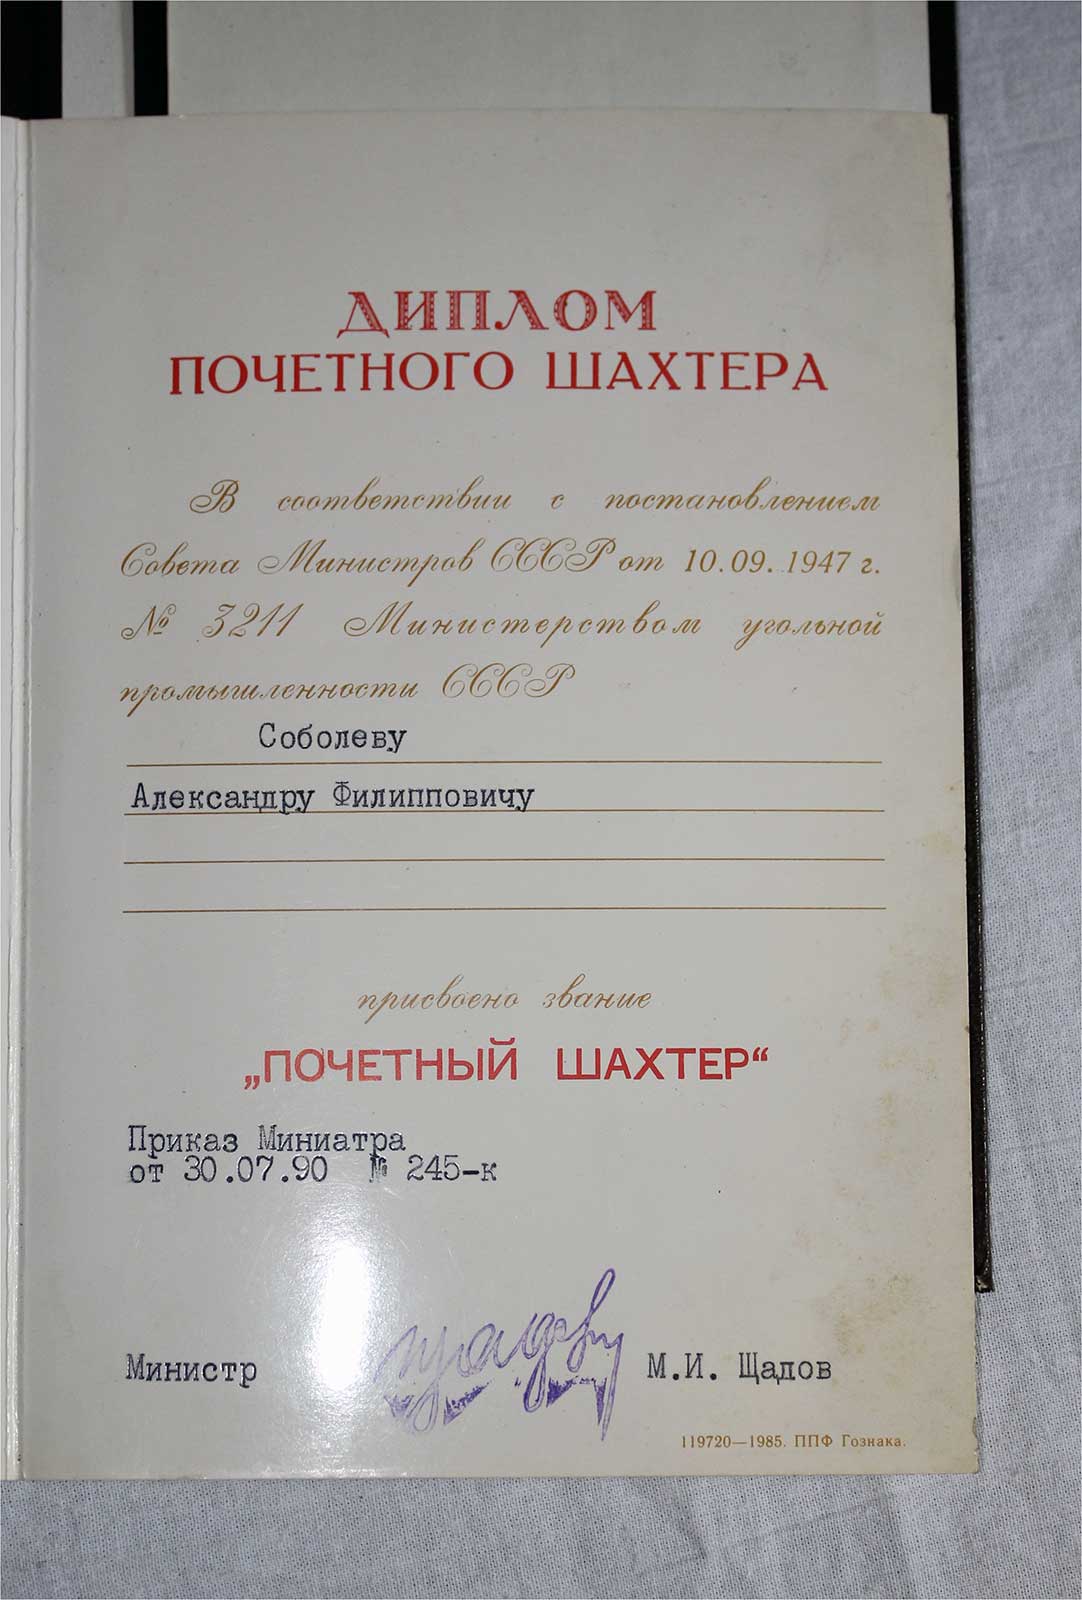 ДИПЛОМ
ПОЧЕТНОГО ШАХТЕРА
В соответствии с постановлением
Совета Министров СССР от 10.09.1947 г.
№ 3211 Министерством угольной
промышленности СССР
Соболеву
Александру Филипповичу
присвоено звание
„ПОЧЕТНЫЙ ШАХТЕР“
Приказ Миниатра
от 30.07.90 № 245-к
Министр М.И. Щадов
119720—1985. ППФ Гознака.